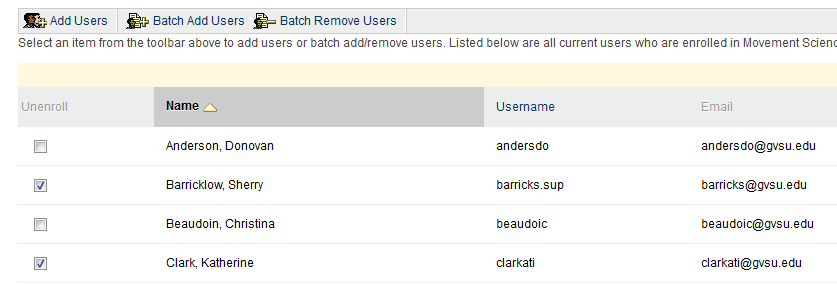 Add Users Batch Add Users Batch Remove Users
Select an item from the toolbar above to add users or batch add/remove users. Listed below are all current users who are enrolled in Movement
Unenroll Name Username Email
Anderson, Donovan andersdo andersdo@gvsu.edu
Barricklow, Sherry barricks.sup barricks@gvsu.edu
Beaudoin, Christina beaudoic beaudoic@gvsu.edu
Clark, Katherine clarkati clarkati@gvsu.edu